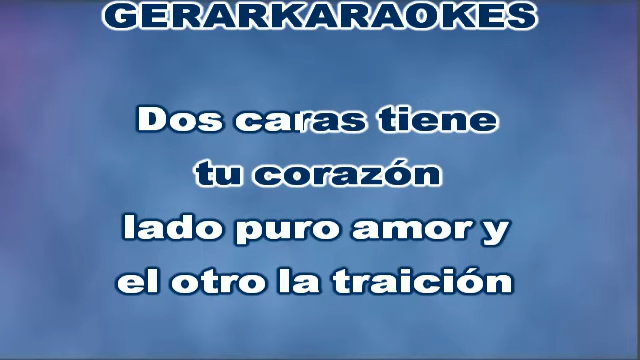 GERARKARAOKES
Dos caras tiene
tu corazón
lado puro amor y
el otro la traición